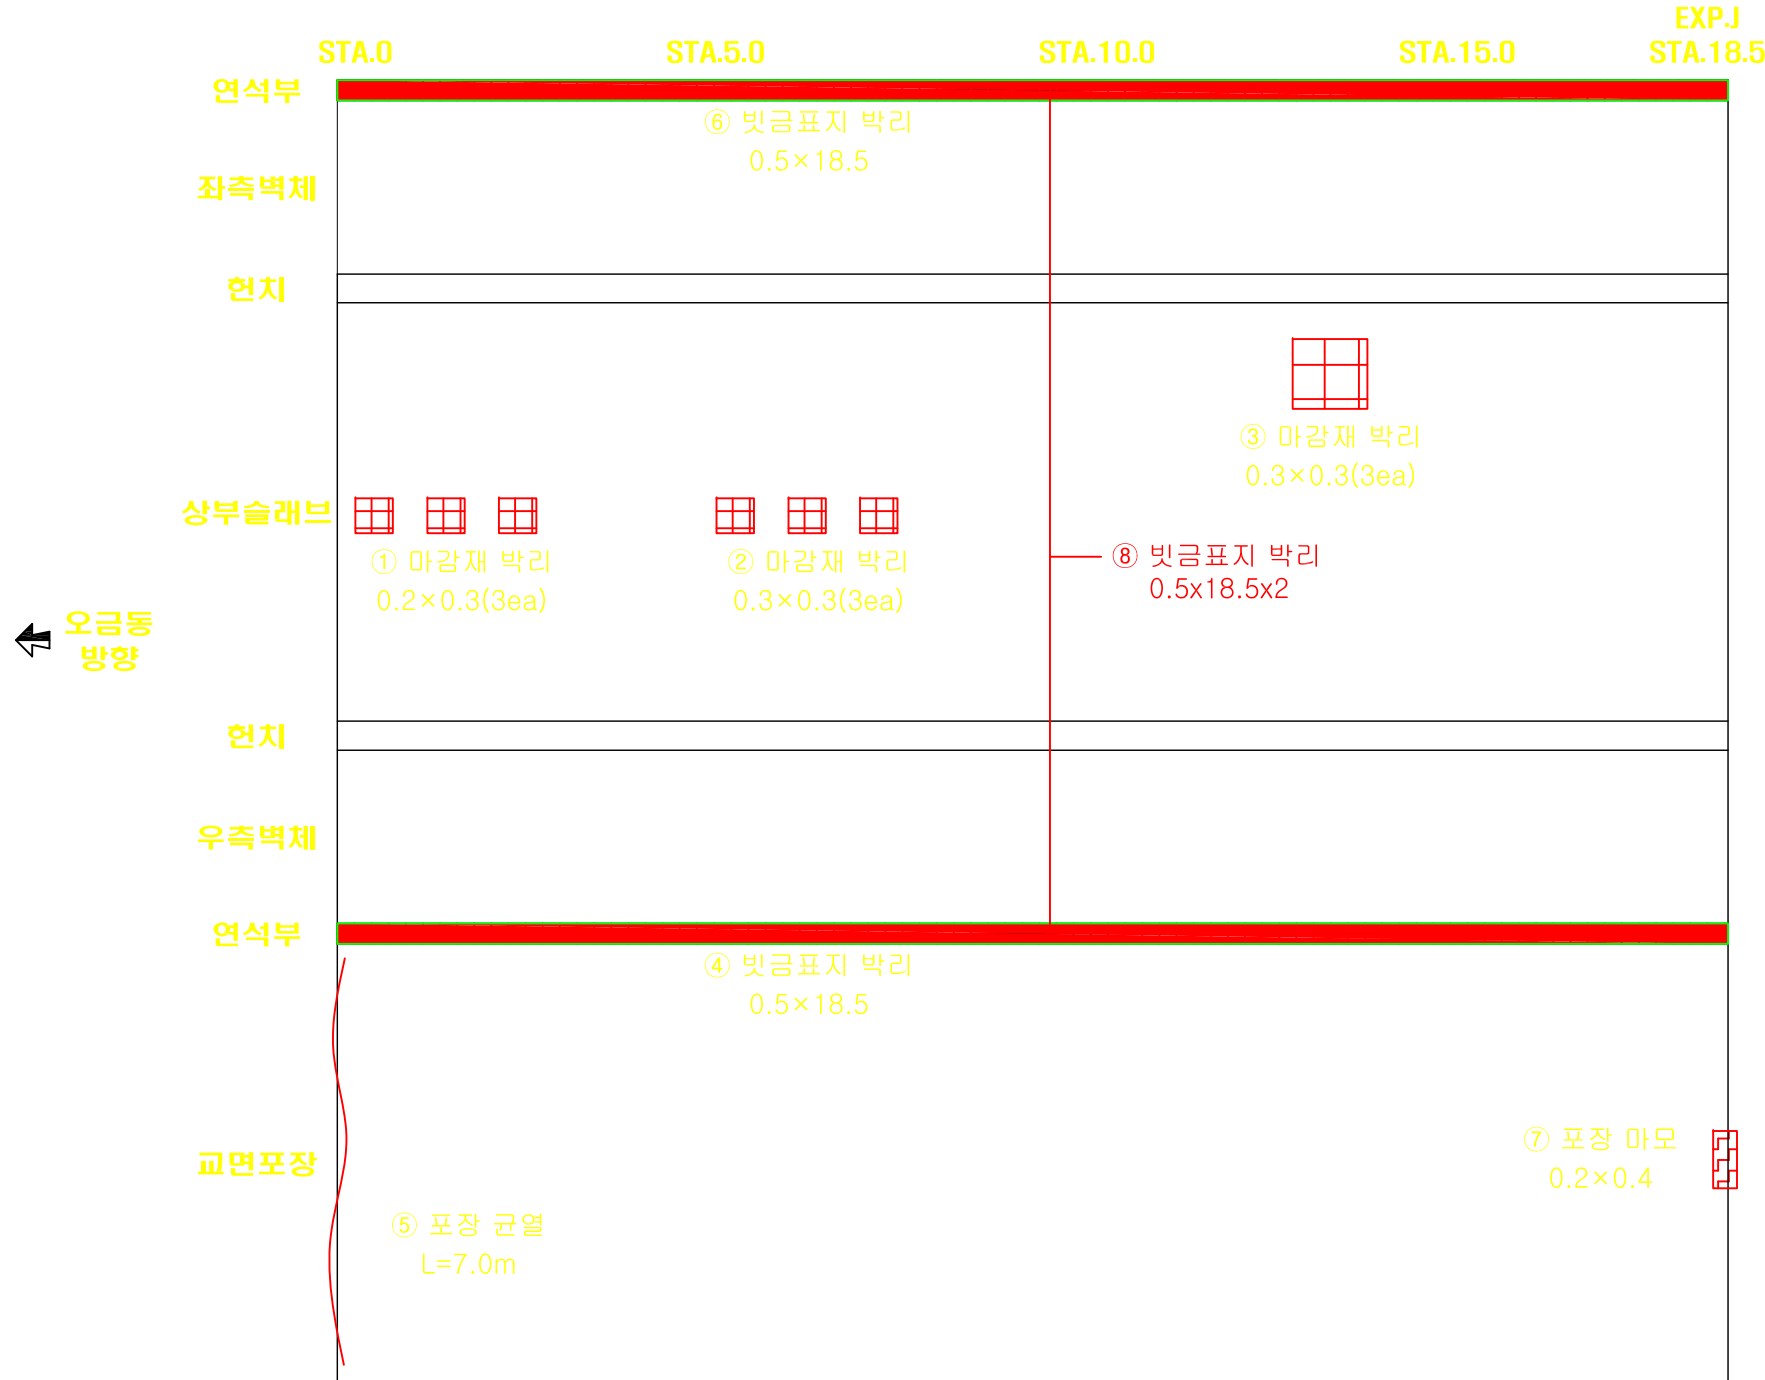 EXP.J
STA.0 STA.5.0 STA.10.0 STA.15.0 STA.18.5
연석부
⑥ 빗금표지 박리
0.5×18.5
좌측벽체
헌치
③ 마감재 박리
0.3×0.3(3ea)
상부슬래브
① 마감재 박리
0.2×0.3(3ea)
② 마감재 박리
0.3×0.3(3ea)
⑧ 빗금표지 박리
0.5x18.5x2
오금동
방향
헌치
우측벽체
연석부
④ 빗금표지 박리
0.5×18.5
⑦ 포장 마모
0.2×0.4
교면포장
⑤ 포장 균열
L=7.0m